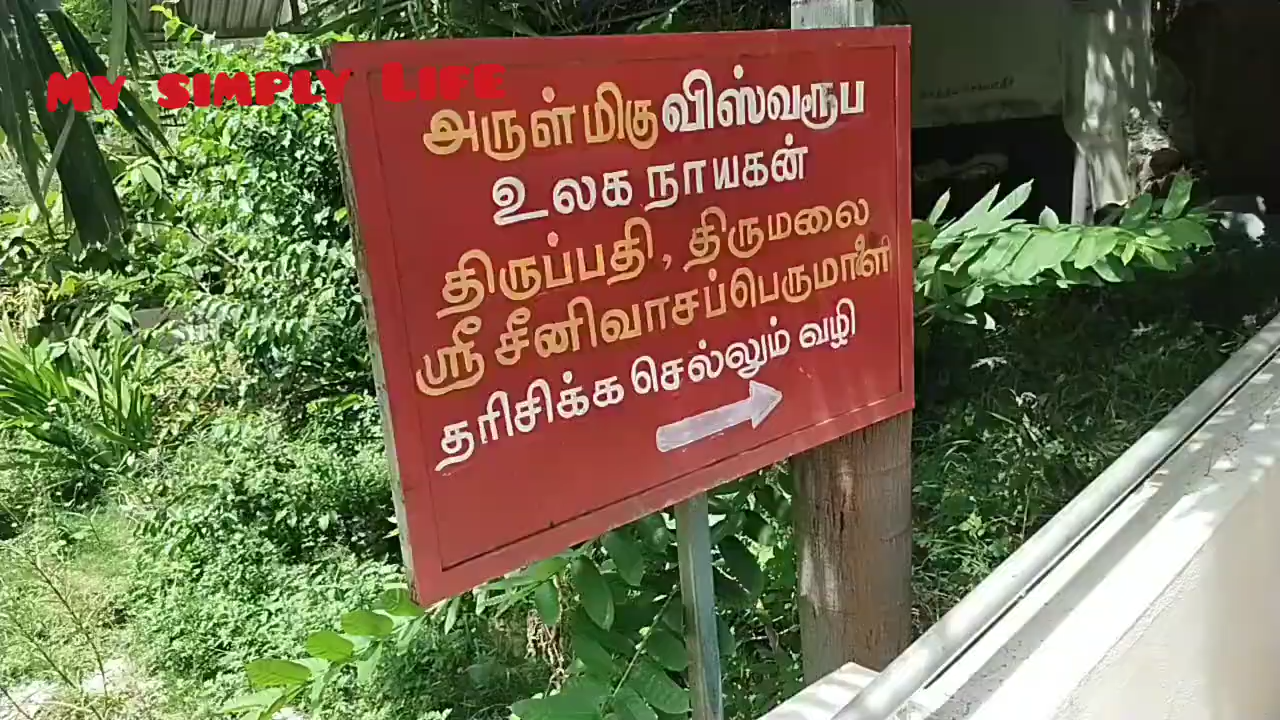 My simply Life
அருள்மிகு விஸ்வரூப
உலக நாயகன்
திருப்பதி, திருமலை
ஸ்ரீ சீனிவாசப்பெருமாளை
தரிசிக்க செல்லும் வழி